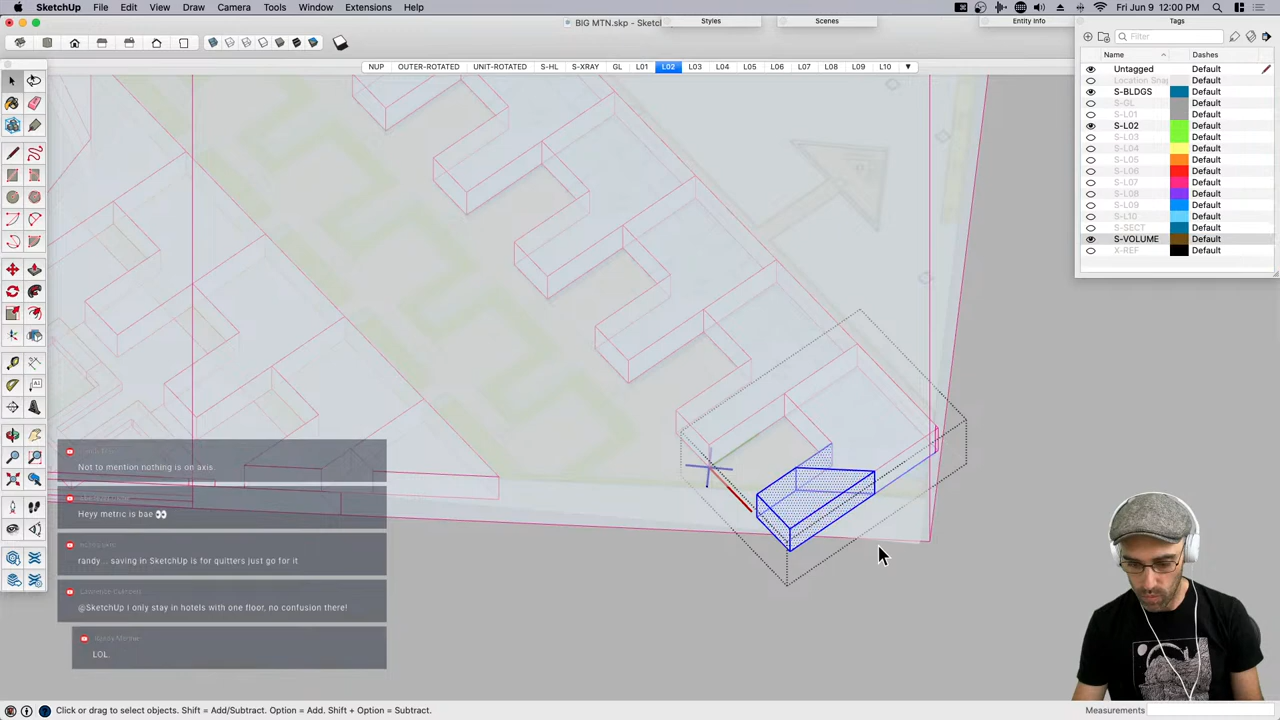 SketchUp File Edit View Draw Camera Tools Window Extensions Help
Fri Jun 9 12:00 PM
BIG MTN.skp - Sketch
Styles
Scenes
Entity Info
Tags
Filter
Name
Dashes
NUP OUTER-ROTATED UNIT-ROTATED S-HL S-XRAY GL L01 L02 L03 L04 L05 L06 L07 L08 L09 L10
Untagged Default
Location Snap Default
S-BLDGS Default
S-GL Default
S-L01 Default
S-L02 Default
S-L03 Default
S-L04 Default
S-L05 Default
S-L06 Default
S-L07 Default
S-L08 Default
S-L09 Default
S-L10 Default
S-SECT Default
S-VOLUME Default
X-REF Default
Not to mention nothing is on axis.
Heyy metric is bae 👀
randy... saving in SketchUp is for quitters just go for it
@SketchUp I only stay in hotels with one floor, no confusion there!
LOL.
Click or drag to select objects. Shift = Add/Subtract. Option = Add. Shift + Option = Subtract.
Measurements